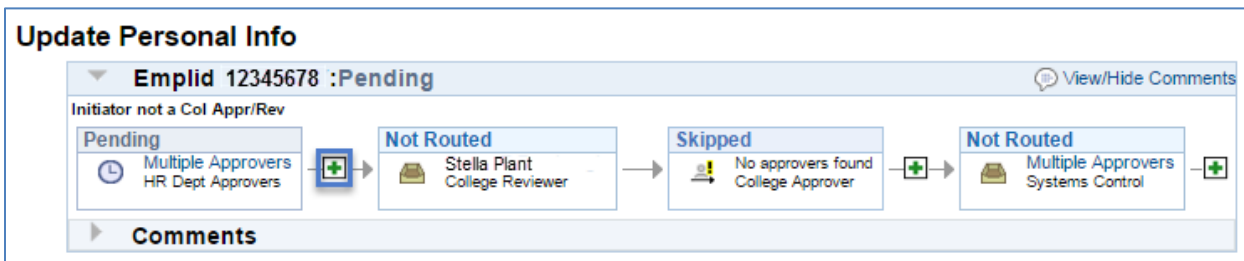 Update Personal Info
Emplid 12345678 :Pending
View/Hide Comments
Initiator not a Col Appr/Rev
Pending
Multiple Approvers
HR Dept Approvers
Not Routed
Stella Plant
College Reviewer
Skipped
No approvers found
College Approver
Not Routed
Multiple Approvers
Systems Control
Comments